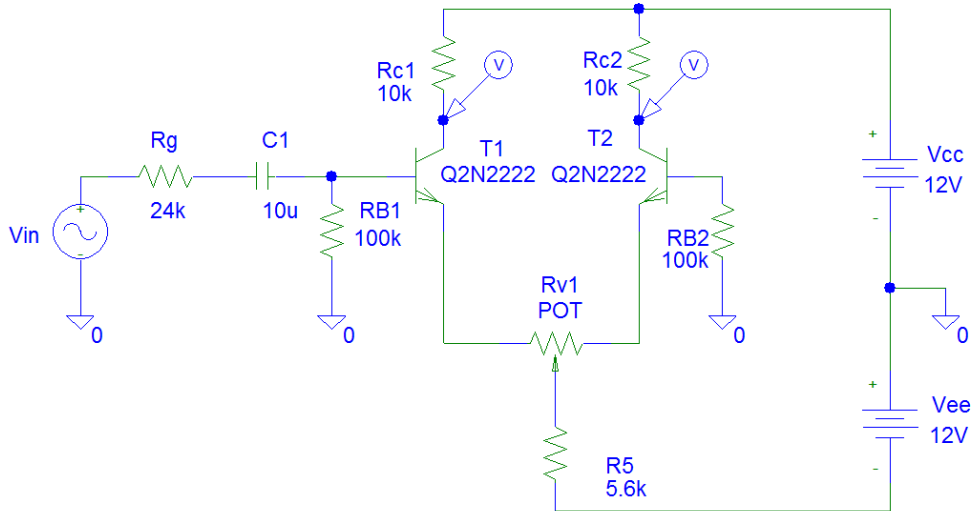 Rc1
10k
V
Rc2
10k
V
Rg
24k
C1
10u
T1
Q2N2222
T2
Q2N2222
+
Vcc
12V
-
+
Vin
-
RB1
100k
RB2
100k
Rv1
POT
0
0
0
0
+
Vee
12V
-
R5
5.6k